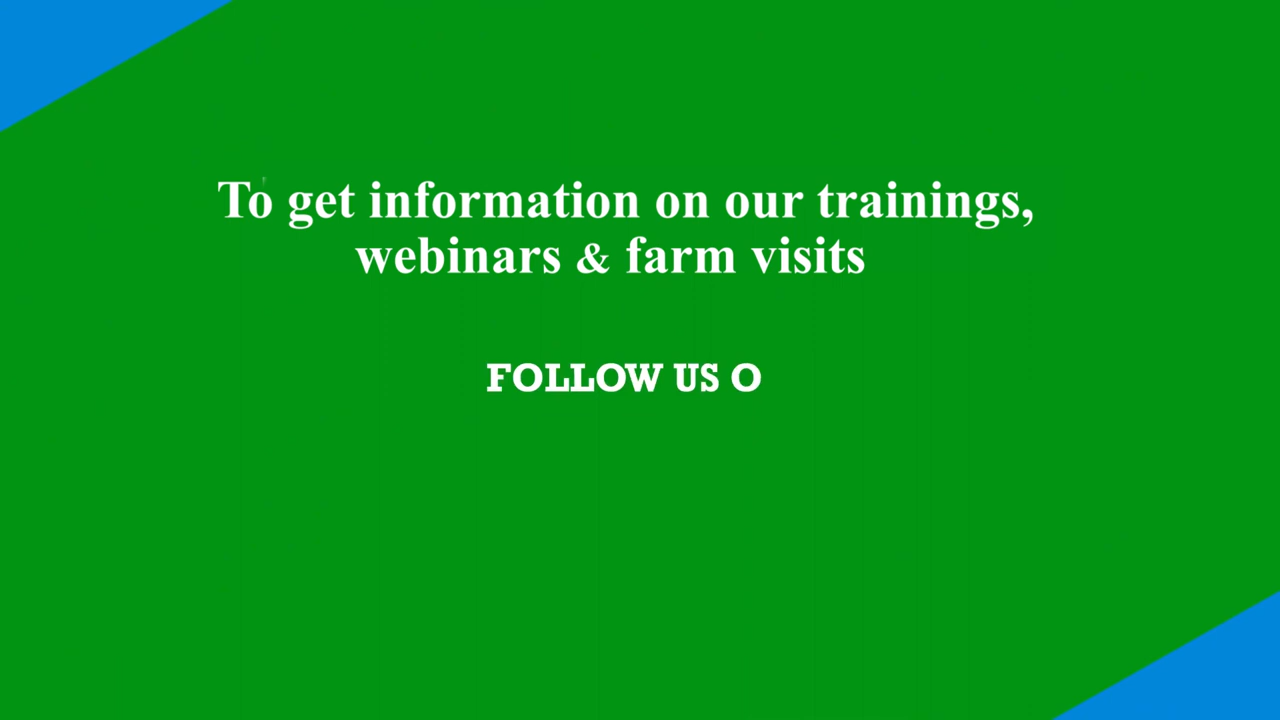 To get information on our trainings,
webinars & farm visits
FOLLOW US O